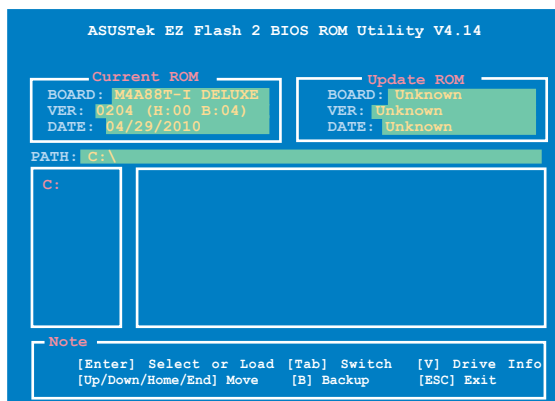 ASUSTek EZ Flash 2 BIOS ROM Utility V4.14
Current ROM
BOARD: M4A88T-I DELUXE
VER: 0204 (H:00 B:04)
DATE: 04/29/2010
Update ROM
BOARD: Unknown
VER: Unknown
DATE: Unknown
PATH: C:\
C:
Note
[Enter] Select or Load [Tab] Switch [V] Drive Info
[Up/Down/Home/End] Move [B] Backup [ESC] Exit